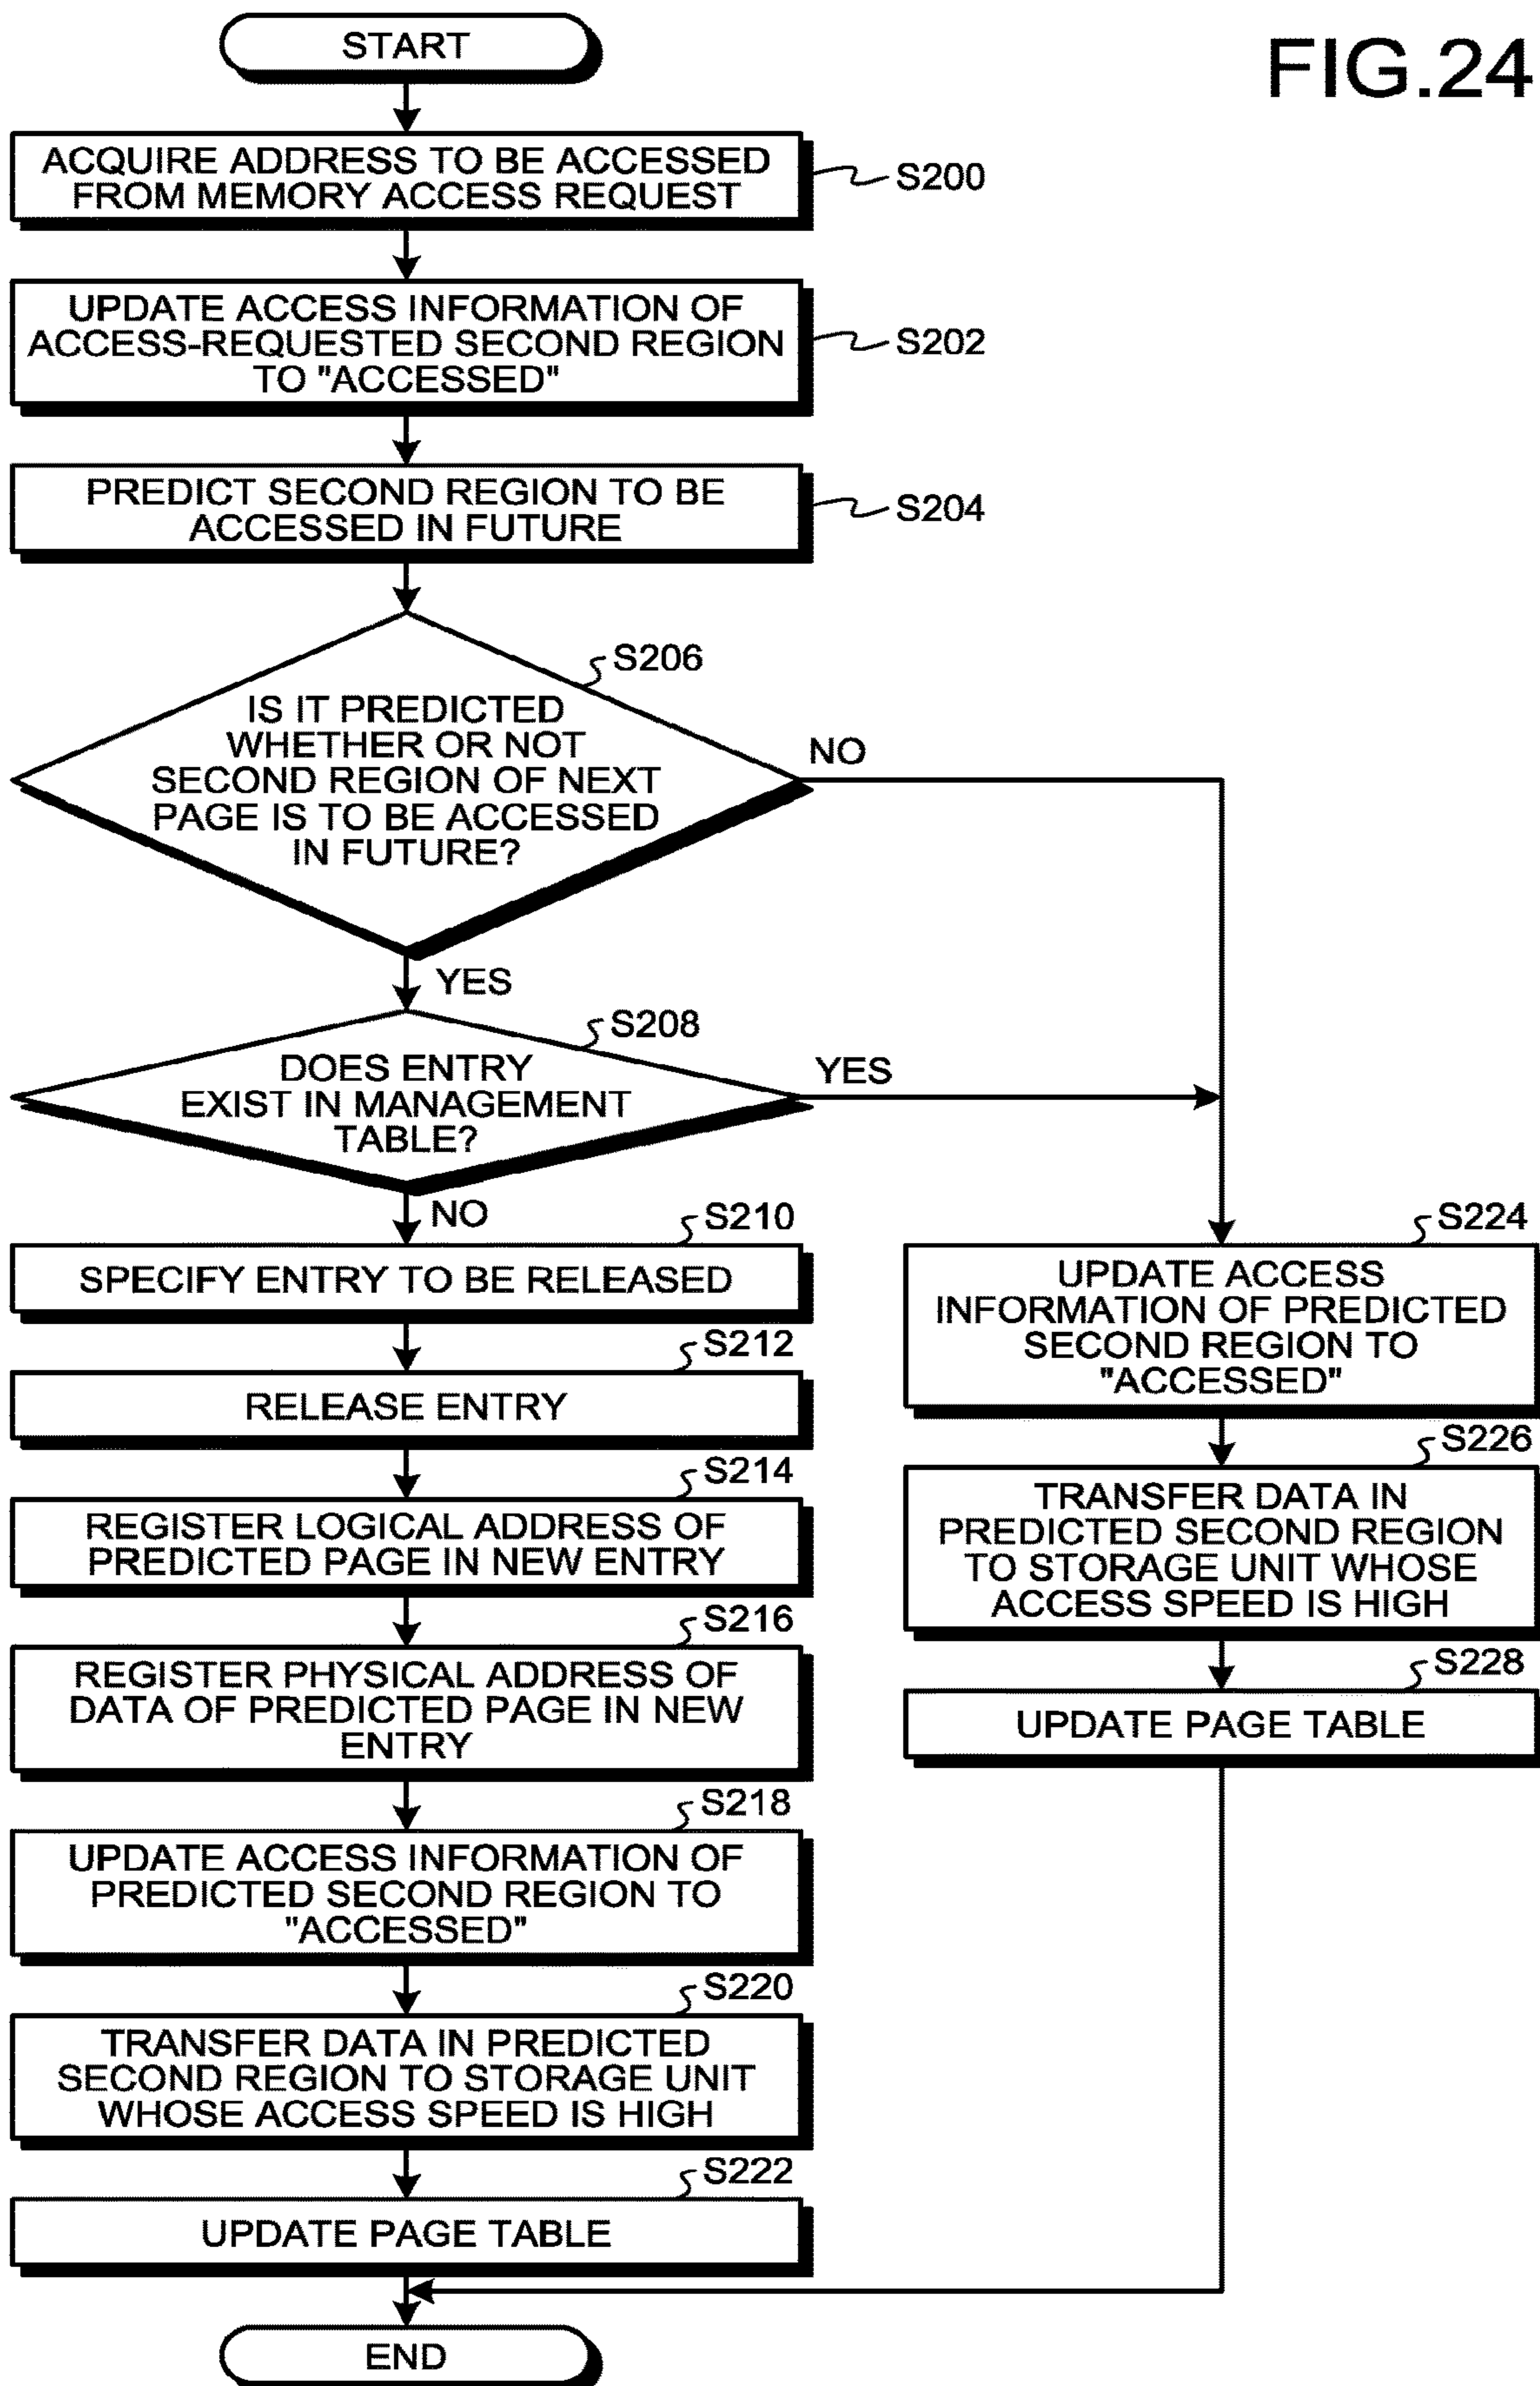 FIG.24
START
ACQUIRE ADDRESS TO BE ACCESSED
FROM MEMORY ACCESS REQUEST
S200
UPDATE ACCESS INFORMATION OF
ACCESS-REQUESTED SECOND REGION
TO "ACCESSED"
S202
PREDICT SECOND REGION TO BE
ACCESSED IN FUTURE
S204
S206
IS IT PREDICTED
WHETHER OR NOT
SECOND REGION OF NEXT
PAGE IS TO BE ACCESSED
IN FUTURE?
NO
YES
S208
DOES ENTRY
EXIST IN MANAGEMENT
TABLE?
YES
NO
S210
SPECIFY ENTRY TO BE RELEASED
S212
RELEASE ENTRY
S214
REGISTER LOGICAL ADDRESS OF
PREDICTED PAGE IN NEW ENTRY
S216
REGISTER PHYSICAL ADDRESS OF
DATA OF PREDICTED PAGE IN NEW
ENTRY
S218
UPDATE ACCESS INFORMATION OF
PREDICTED SECOND REGION TO
"ACCESSED"
S220
TRANSFER DATA IN PREDICTED
SECOND REGION TO STORAGE UNIT
WHOSE ACCESS SPEED IS HIGH
S222
UPDATE PAGE TABLE
S224
UPDATE ACCESS
INFORMATION OF PREDICTED
SECOND REGION TO
"ACCESSED"
S226
TRANSFER DATA IN
PREDICTED SECOND REGION
TO STORAGE UNIT WHOSE
ACCESS SPEED IS HIGH
S228
UPDATE PAGE TABLE
END